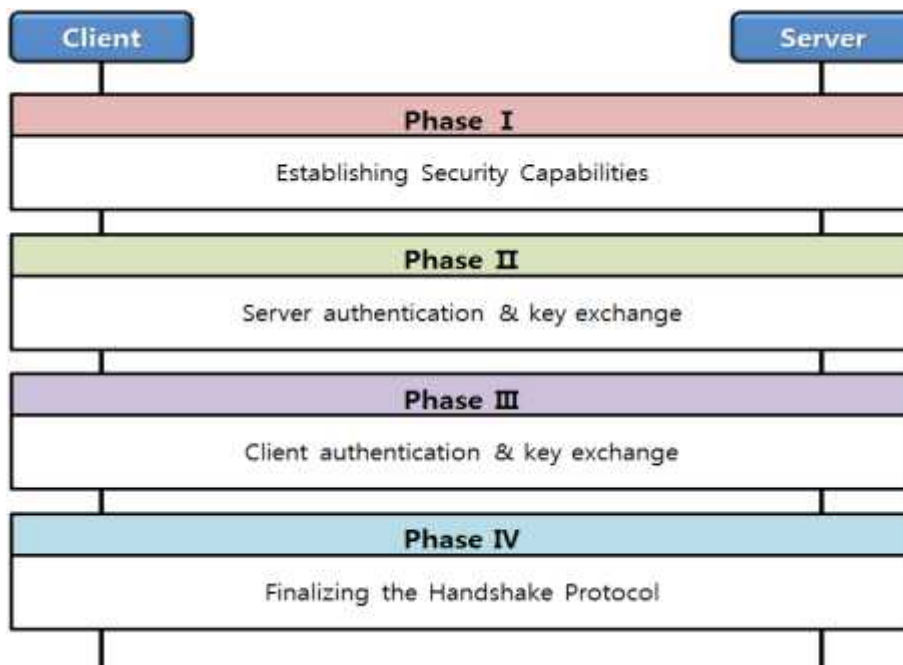 Client
Server
Phase Ⅰ
Establishing Security Capabilities
Phase Ⅱ
Server authentication & key exchange
Phase Ⅲ
Client authentication & key exchange
Phase Ⅳ
Finalizing the Handshake Protocol